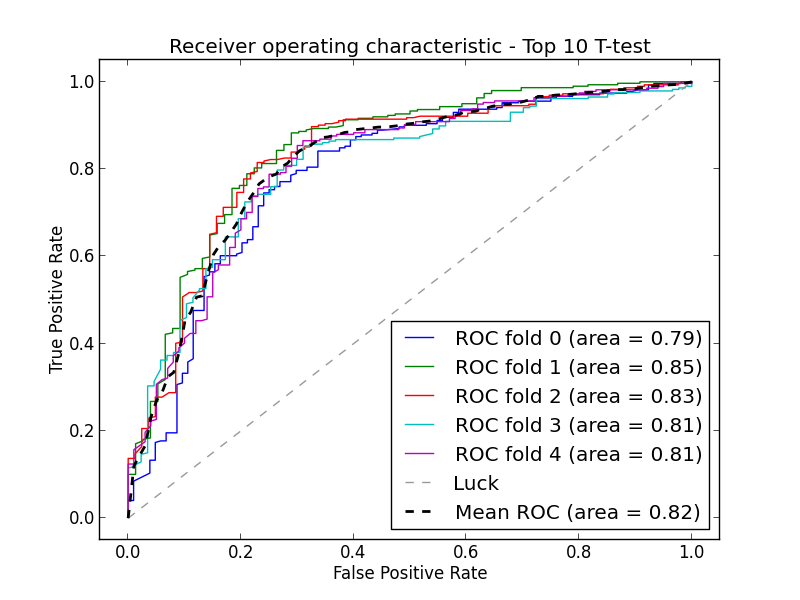 Receiver operating characteristic - Top 10 T-test
1.0
0.8
0.6
0.4
0.2
0.0
True Positive Rate
ROC fold 0 (area = 0.79)
ROC fold 1 (area = 0.85)
ROC fold 2 (area = 0.83)
ROC fold 3 (area = 0.81)
ROC fold 4 (area = 0.81)
Luck
Mean ROC (area = 0.82)
0.0 0.2 0.4 0.6 0.8 1.0
False Positive Rate